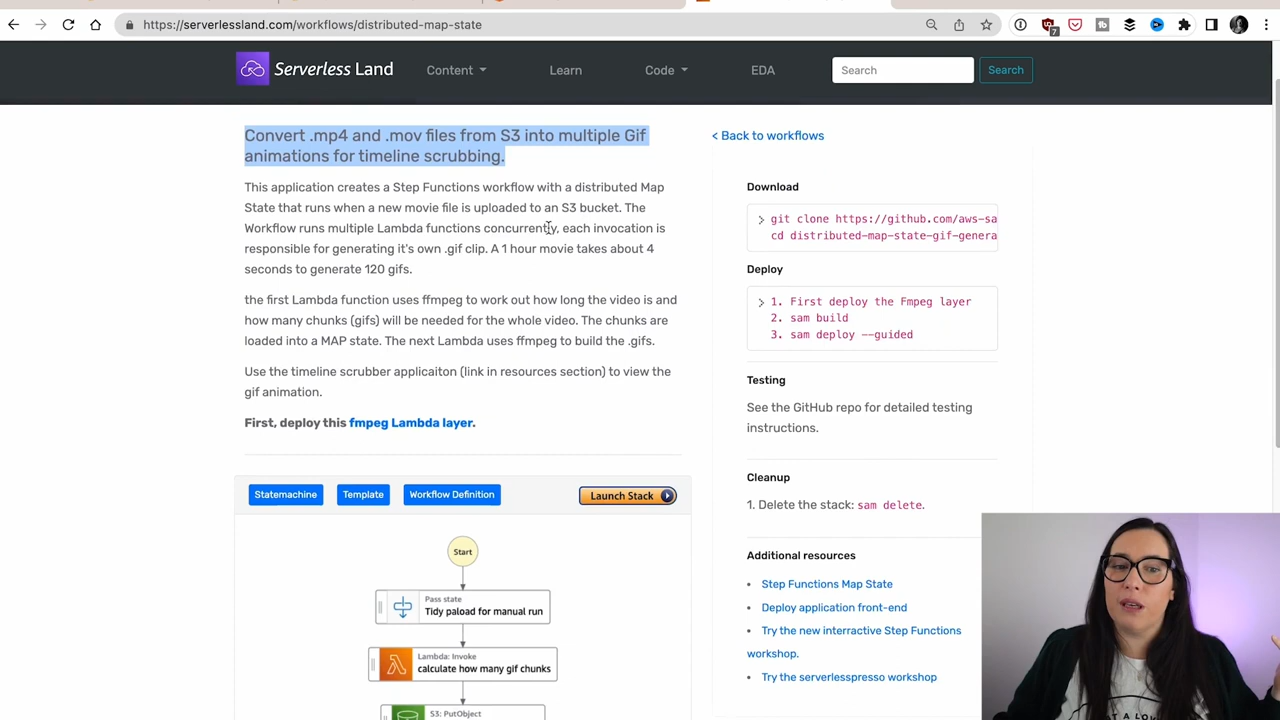 https://serverlessland.com/workflows/distributed-map-state
7
Serverless Land
Content
Learn
Code
EDA
Search
Search
Convert .mp4 and .mov files from S3 into multiple Gif
animations for timeline scrubbing.
This application creates a Step Functions workflow with a distributed Map
State that runs when a new movie file is uploaded to an S3 bucket. The
Workflow runs multiple Lambda functions concurrently, each invocation is
responsible for generating it's own .gif clip. A 1 hour movie takes about 4
seconds to generate 120 gifs.
the first Lambda function uses ffmpeg to work out how long the video is and
how many chunks (gifs) will be needed for the whole video. The chunks are
loaded into a MAP state. The next Lambda uses ffmpeg to build the .gifs.
Use the timeline scrubber applicaiton (link in resources section) to view the
gif animation.
First, deploy this fmpeg Lambda layer.
Statemachine
Template
Workflow Definition
Launch Stack
Start
Pass state
Tidy paload for manual run
Lambda: Invoke
calculate how many gif chunks
S3: PutObject
< Back to workflows
Download
> git clone https://github.com/aws-sa
cd distributed-map-state-gif-genera
Deploy
> 1. First deploy the Fmpeg layer
2. sam build
3. sam deploy --guided
Testing
See the GitHub repo for detailed testing
instructions.
Cleanup
1. Delete the stack: sam delete.
Additional resources
• Step Functions Map State
• Deploy application front-end
• Try the new interractive Step Functions
workshop.
• Try the serverlesspresso workshop